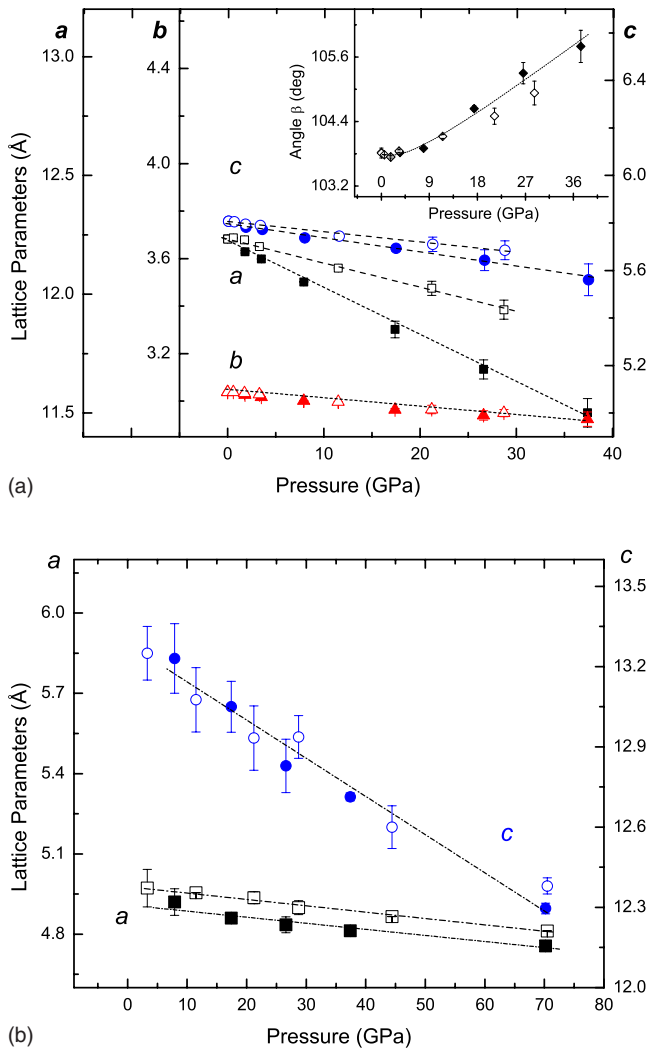 a
b
c
13.0
12.5
12.0
11.5
4.4
4.0
3.6
3.2
6.4
6.0
5.6
5.2
Lattice Parameters (Å)
105.6
104.4
103.2
Angle β (deg)
0 9 18 27 36
Pressure (GPa)
c
a
b
0 10 20 30 40
Pressure (GPa)
(a)
a
c
6.0
5.7
5.4
5.1
4.8
13.5
13.2
12.9
12.6
12.3
12.0
Lattice Parameters (Å)
c
a
0 10 20 30 40 50 60 70 80
Pressure (GPa)
(b)